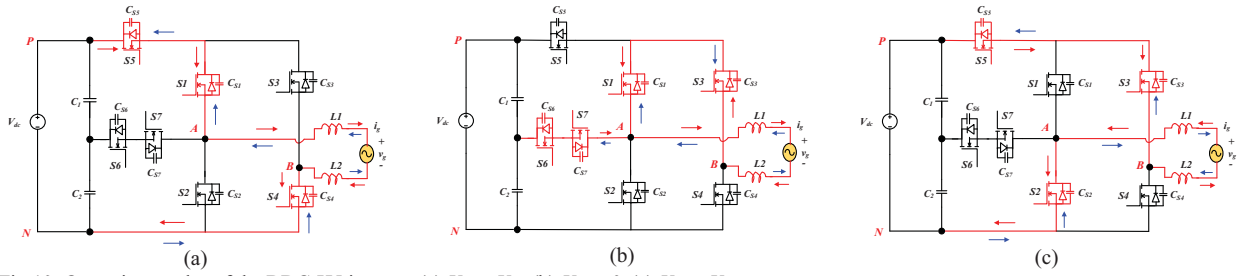 C_S5
P
S5
S1
C_S1
S3
C_S3
C_1
V_dc
C_S6
S7
A
L1
i_g
+
v_g
-
S6
C_S7
B
L2
C_2
S2
C_S2
S4
C_S4
N
(a)
C_S5
P
S5
S1
C_S1
S3
C_S3
C_1
V_dc
C_S6
S7
A
L1
i_g
+
v_g
-
S6
C_S7
B
L2
C_2
S2
C_S2
S4
C_S4
N
(b)
C_S5
P
S5
S1
C_S1
S3
C_S3
C_1
V_dc
C_S6
S7
A
L1
i_g
+
v_g
-
S6
C_S7
B
L2
C_2
S2
C_S2
S4
C_S4
N
(c)